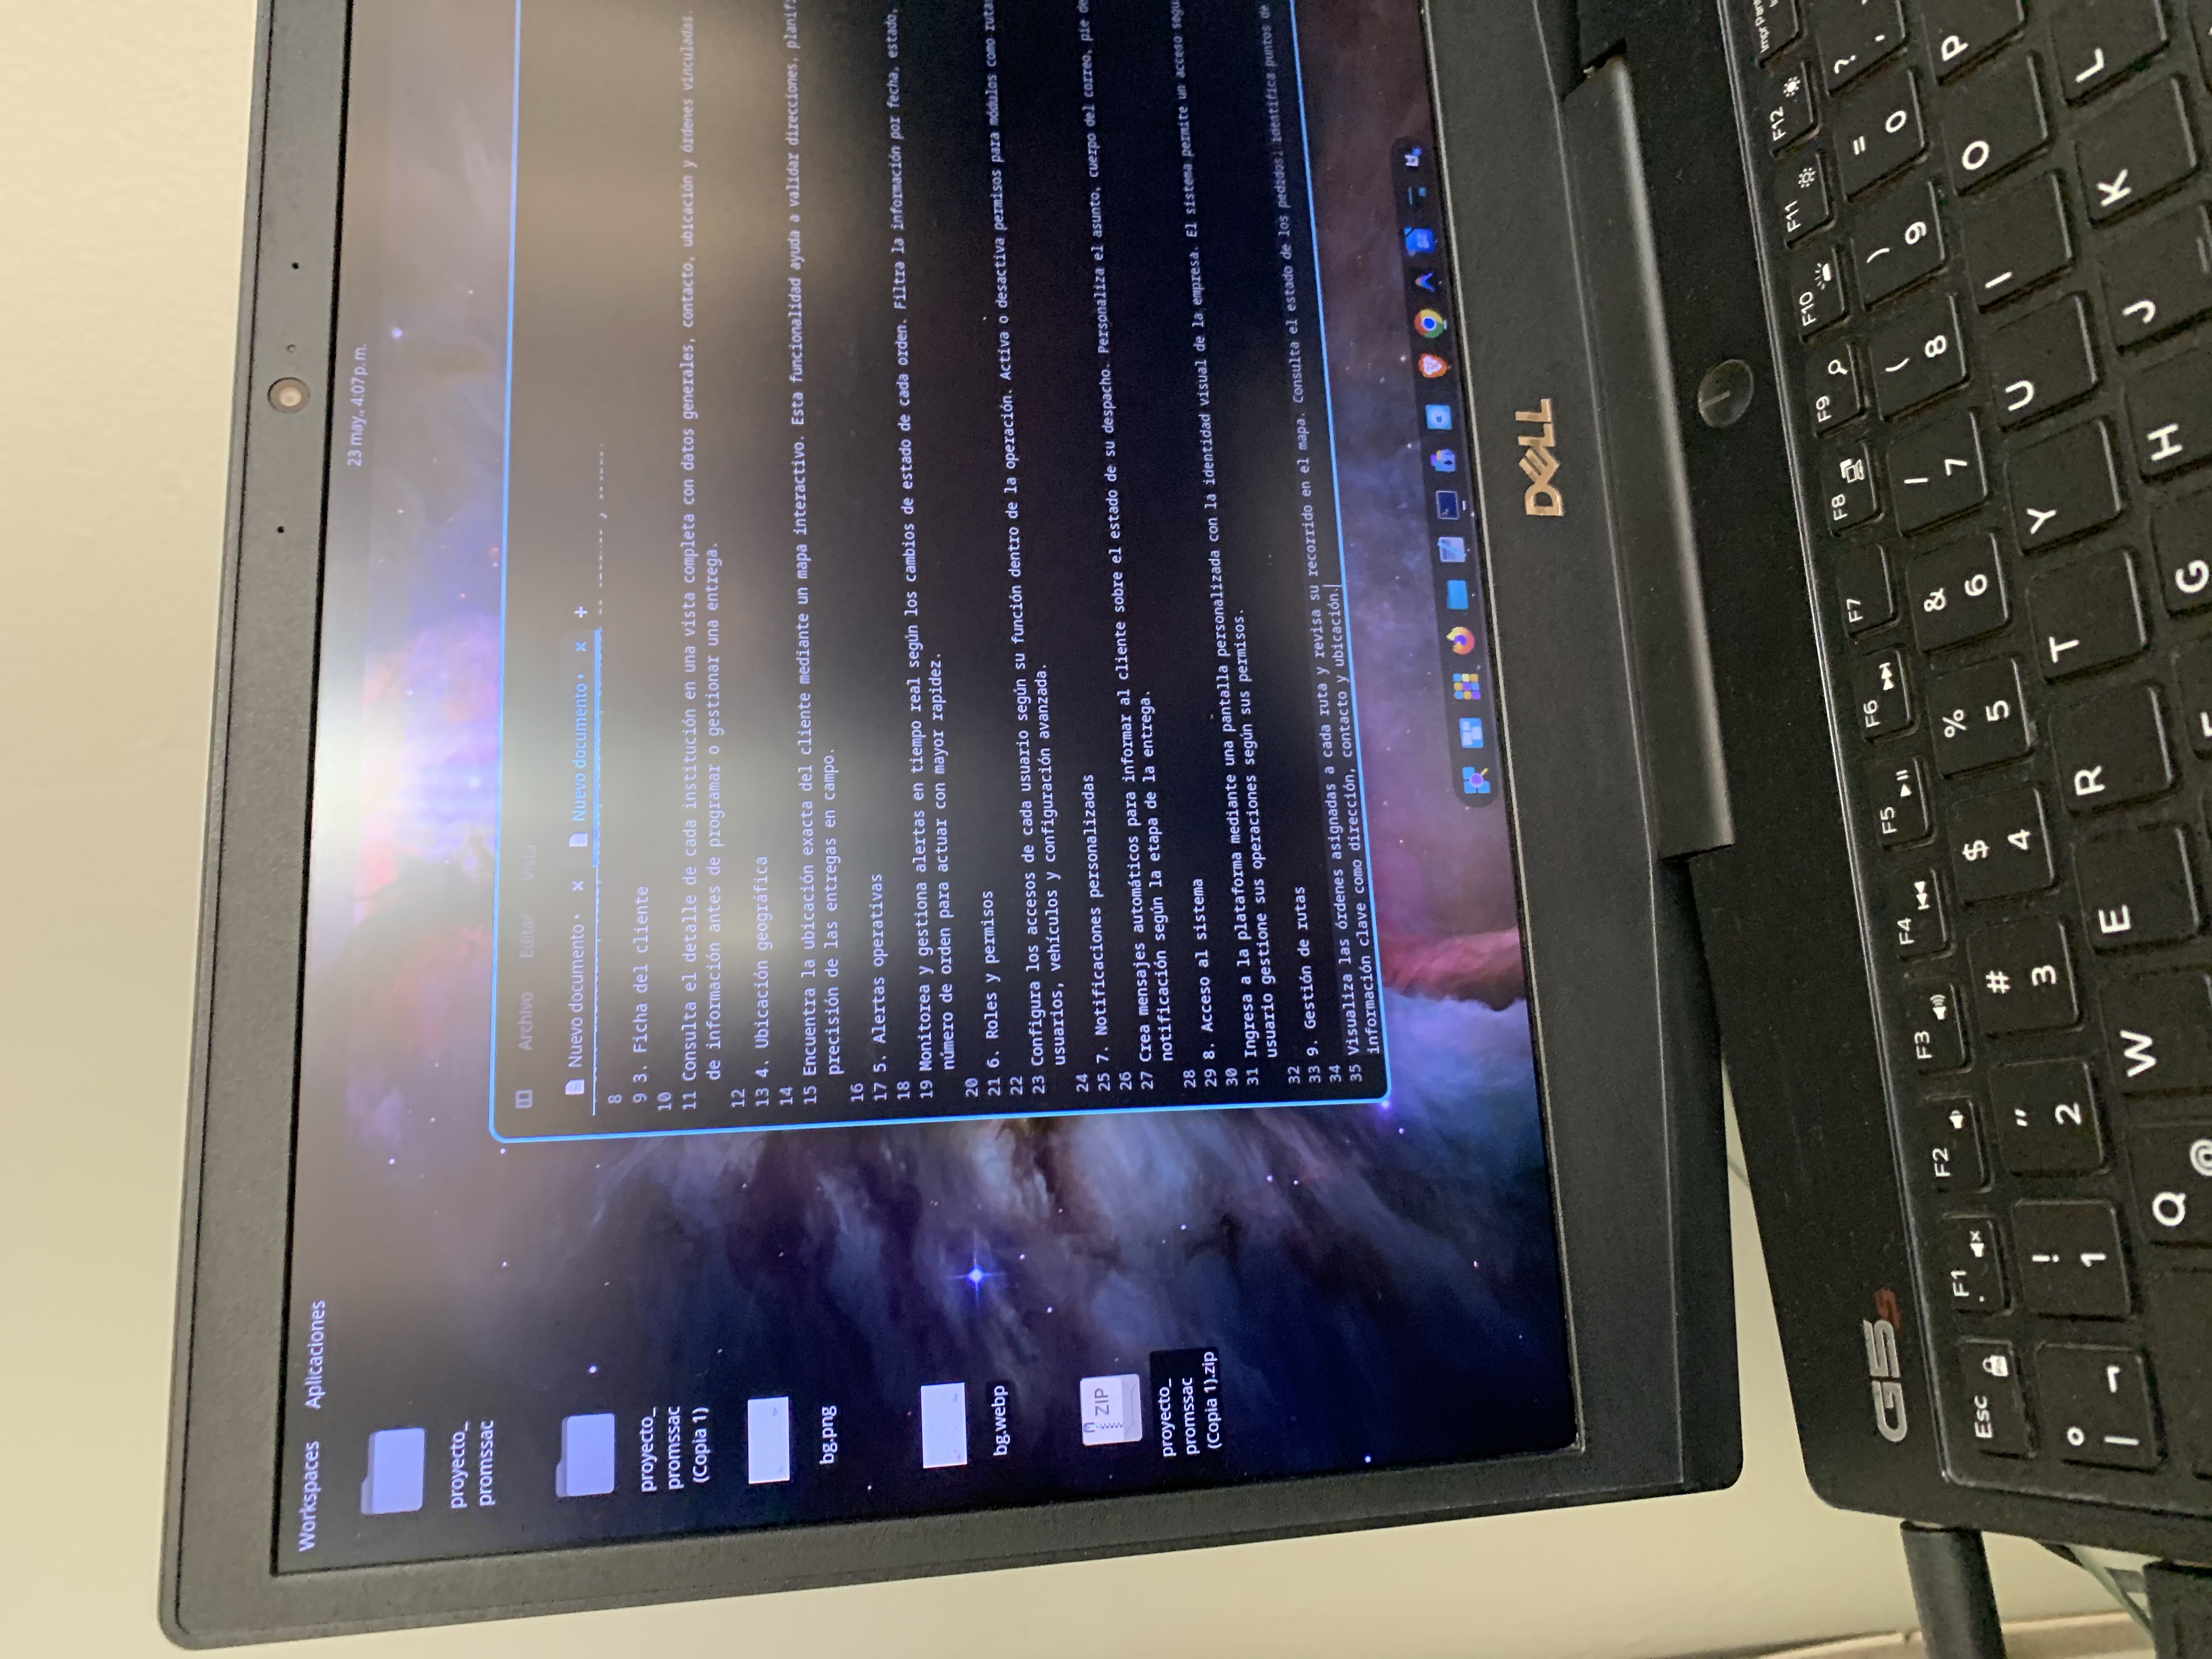 Workspaces Aplicaciones
23 may., 4:07 p. m.
proyecto_
promssac
proyecto_
promssac
(Copia 1)
bg.png
bg.webp
ZIP
proyecto_
promssac
(Copia 1).zip
Archivo Editar Vista
Nuevo documento • × Nuevo documento • × +
8
9 3. Ficha del cliente
10
11 Consulta el detalle de cada institución en una vista completa con datos generales, contacto, ubicación y órdenes vinculadas.
de información antes de programar o gestionar una entrega.
12
13 4. Ubicación geográfica
14
15 Encuentra la ubicación exacta del cliente mediante un mapa interactivo. Esta funcionalidad ayuda a validar direcciones, planif
precisión de las entregas en campo.
16
17 5. Alertas operativas
18
19 Monitorea y gestiona alertas en tiempo real según los cambios de estado de cada orden. Filtra la información por fecha, estado,
número de orden para actuar con mayor rapidez.
20
21 6. Roles y permisos
22
23 Configura los accesos de cada usuario según su función dentro de la operación. Activa o desactiva permisos para módulos como ruta
usuarios, vehículos y configuración avanzada.
24
25 7. Notificaciones personalizadas
26
27 Crea mensajes automáticos para informar al cliente sobre el estado de su despacho. Personaliza el asunto, cuerpo del correo, pie de
notificación según la etapa de la entrega.
28
29 8. Acceso al sistema
30
31 Ingresa a la plataforma mediante una pantalla personalizada con la identidad visual de la empresa. El sistema permite un acceso segu
usuario gestione sus operaciones según sus permisos.
32
33 9. Gestión de rutas
34
35 Visualiza las órdenes asignadas a cada ruta y revisa su recorrido en el mapa. Consulta el estado de los pedidos, identifica puntos de
información clave como dirección, contacto y ubicación.
DELL
G5s
Esc F1 F2 F3 F4 F5 F6 F7 F8 F9 F10 F11 F12 Impr Pant
° | ¬ ! 1 " 2 # 3 $ 4 % 5 & 6 / 7 ( 8 ) 9 = 0 ? '
Q @ W E R T Y U I O P
G H J K L